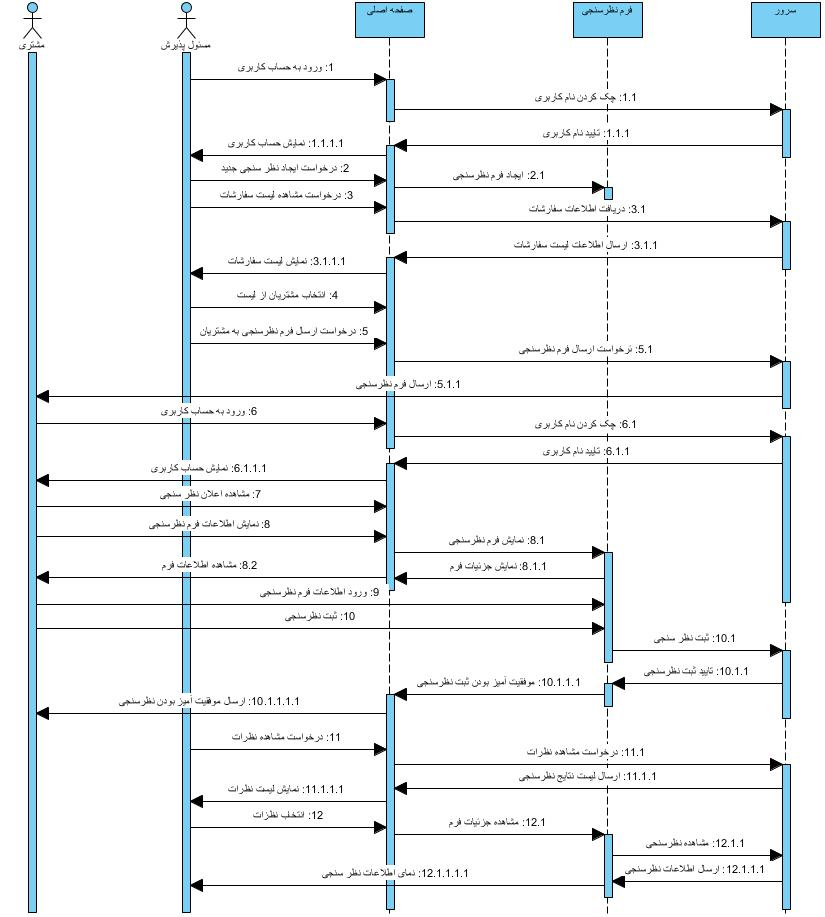 مشتری
مسئول پذیرش
صفحه اصلی
فرم نظرسنجی
سرور
1: ورود به حساب کاربری
1.1: چک کردن نام کاربری
1.1.1: تایید نام کاربری
1.1.1.1: نمایش حساب کاربری
2: درخواست ایجاد نظر سنجی جدید
2.1: ایجاد فرم نظرسنجی
3: درخواست مشاهده لیست سفارشات
3.1: دریافت اطلاعات سفارشات
3.1.1: ارسال اطلاعات لیست سفارشات
3.1.1.1: نمایش لیست سفارشات
4: انتخاب مشتریان از لیست
5: درخواست ارسال فرم نظرسنجی به مشتریان
5.1: درخواست ارسال فرم نظرسنجی
5.1.1: ارسال فرم نظرسنجی
6: ورود به حساب کاربری
6.1: چک کردن نام کاربری
6.1.1: تایید نام کاربری
6.1.1.1: نمایش حساب کاربری
7: مشاهده اعلان نظر سنجی
8: نمایش اطلاعات فرم نظرسنجی
8.1: نمایش فرم نظرسنجی
8.1.1: نمایش جزئیات فرم
8.2: مشاهده اطلاعات فرم
9: ورود اطلاعات فرم نظرسنجی
10: ثبت نظرسنجی
10.1: ثبت نظر سنجی
10.1.1: تایید ثبت نظرسنجی
10.1.1.1: موفقیت آمیز بودن ثبت نظرسنجی
10.1.1.1.1: ارسال موفقیت آمیز بودن نظرسنجی
11: درخواست مشاهده نظرات
11.1: درخواست مشاهده نظرات
11.1.1: ارسال لیست نتایج نظرسنجی
11.1.1.1: نمایش لیست نظرات
12: انتخاب نظرات
12.1: مشاهده جزئیات فرم
12.1.1: مشاهده نظرسنجی
12.1.1.1: ارسال اطلاعات نظرسنجی
12.1.1.1.1: نمای اطلاعات نظر سنجی